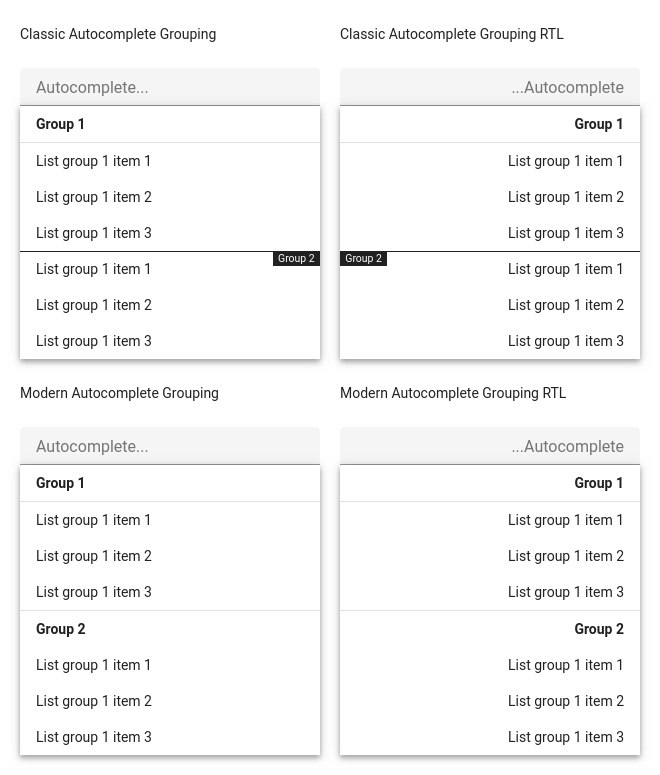 Classic Autocomplete Grouping
Autocomplete...
Group 1
List group 1 item 1
List group 1 item 2
List group 1 item 3
Group 2
List group 1 item 1
List group 1 item 2
List group 1 item 3
Classic Autocomplete Grouping RTL
...Autocomplete
Group 1
List group 1 item 1
List group 1 item 2
List group 1 item 3
Group 2
List group 1 item 1
List group 1 item 2
List group 1 item 3
Modern Autocomplete Grouping
Autocomplete...
Group 1
List group 1 item 1
List group 1 item 2
List group 1 item 3
Group 2
List group 1 item 1
List group 1 item 2
List group 1 item 3
Modern Autocomplete Grouping RTL
...Autocomplete
Group 1
List group 1 item 1
List group 1 item 2
List group 1 item 3
Group 2
List group 1 item 1
List group 1 item 2
List group 1 item 3